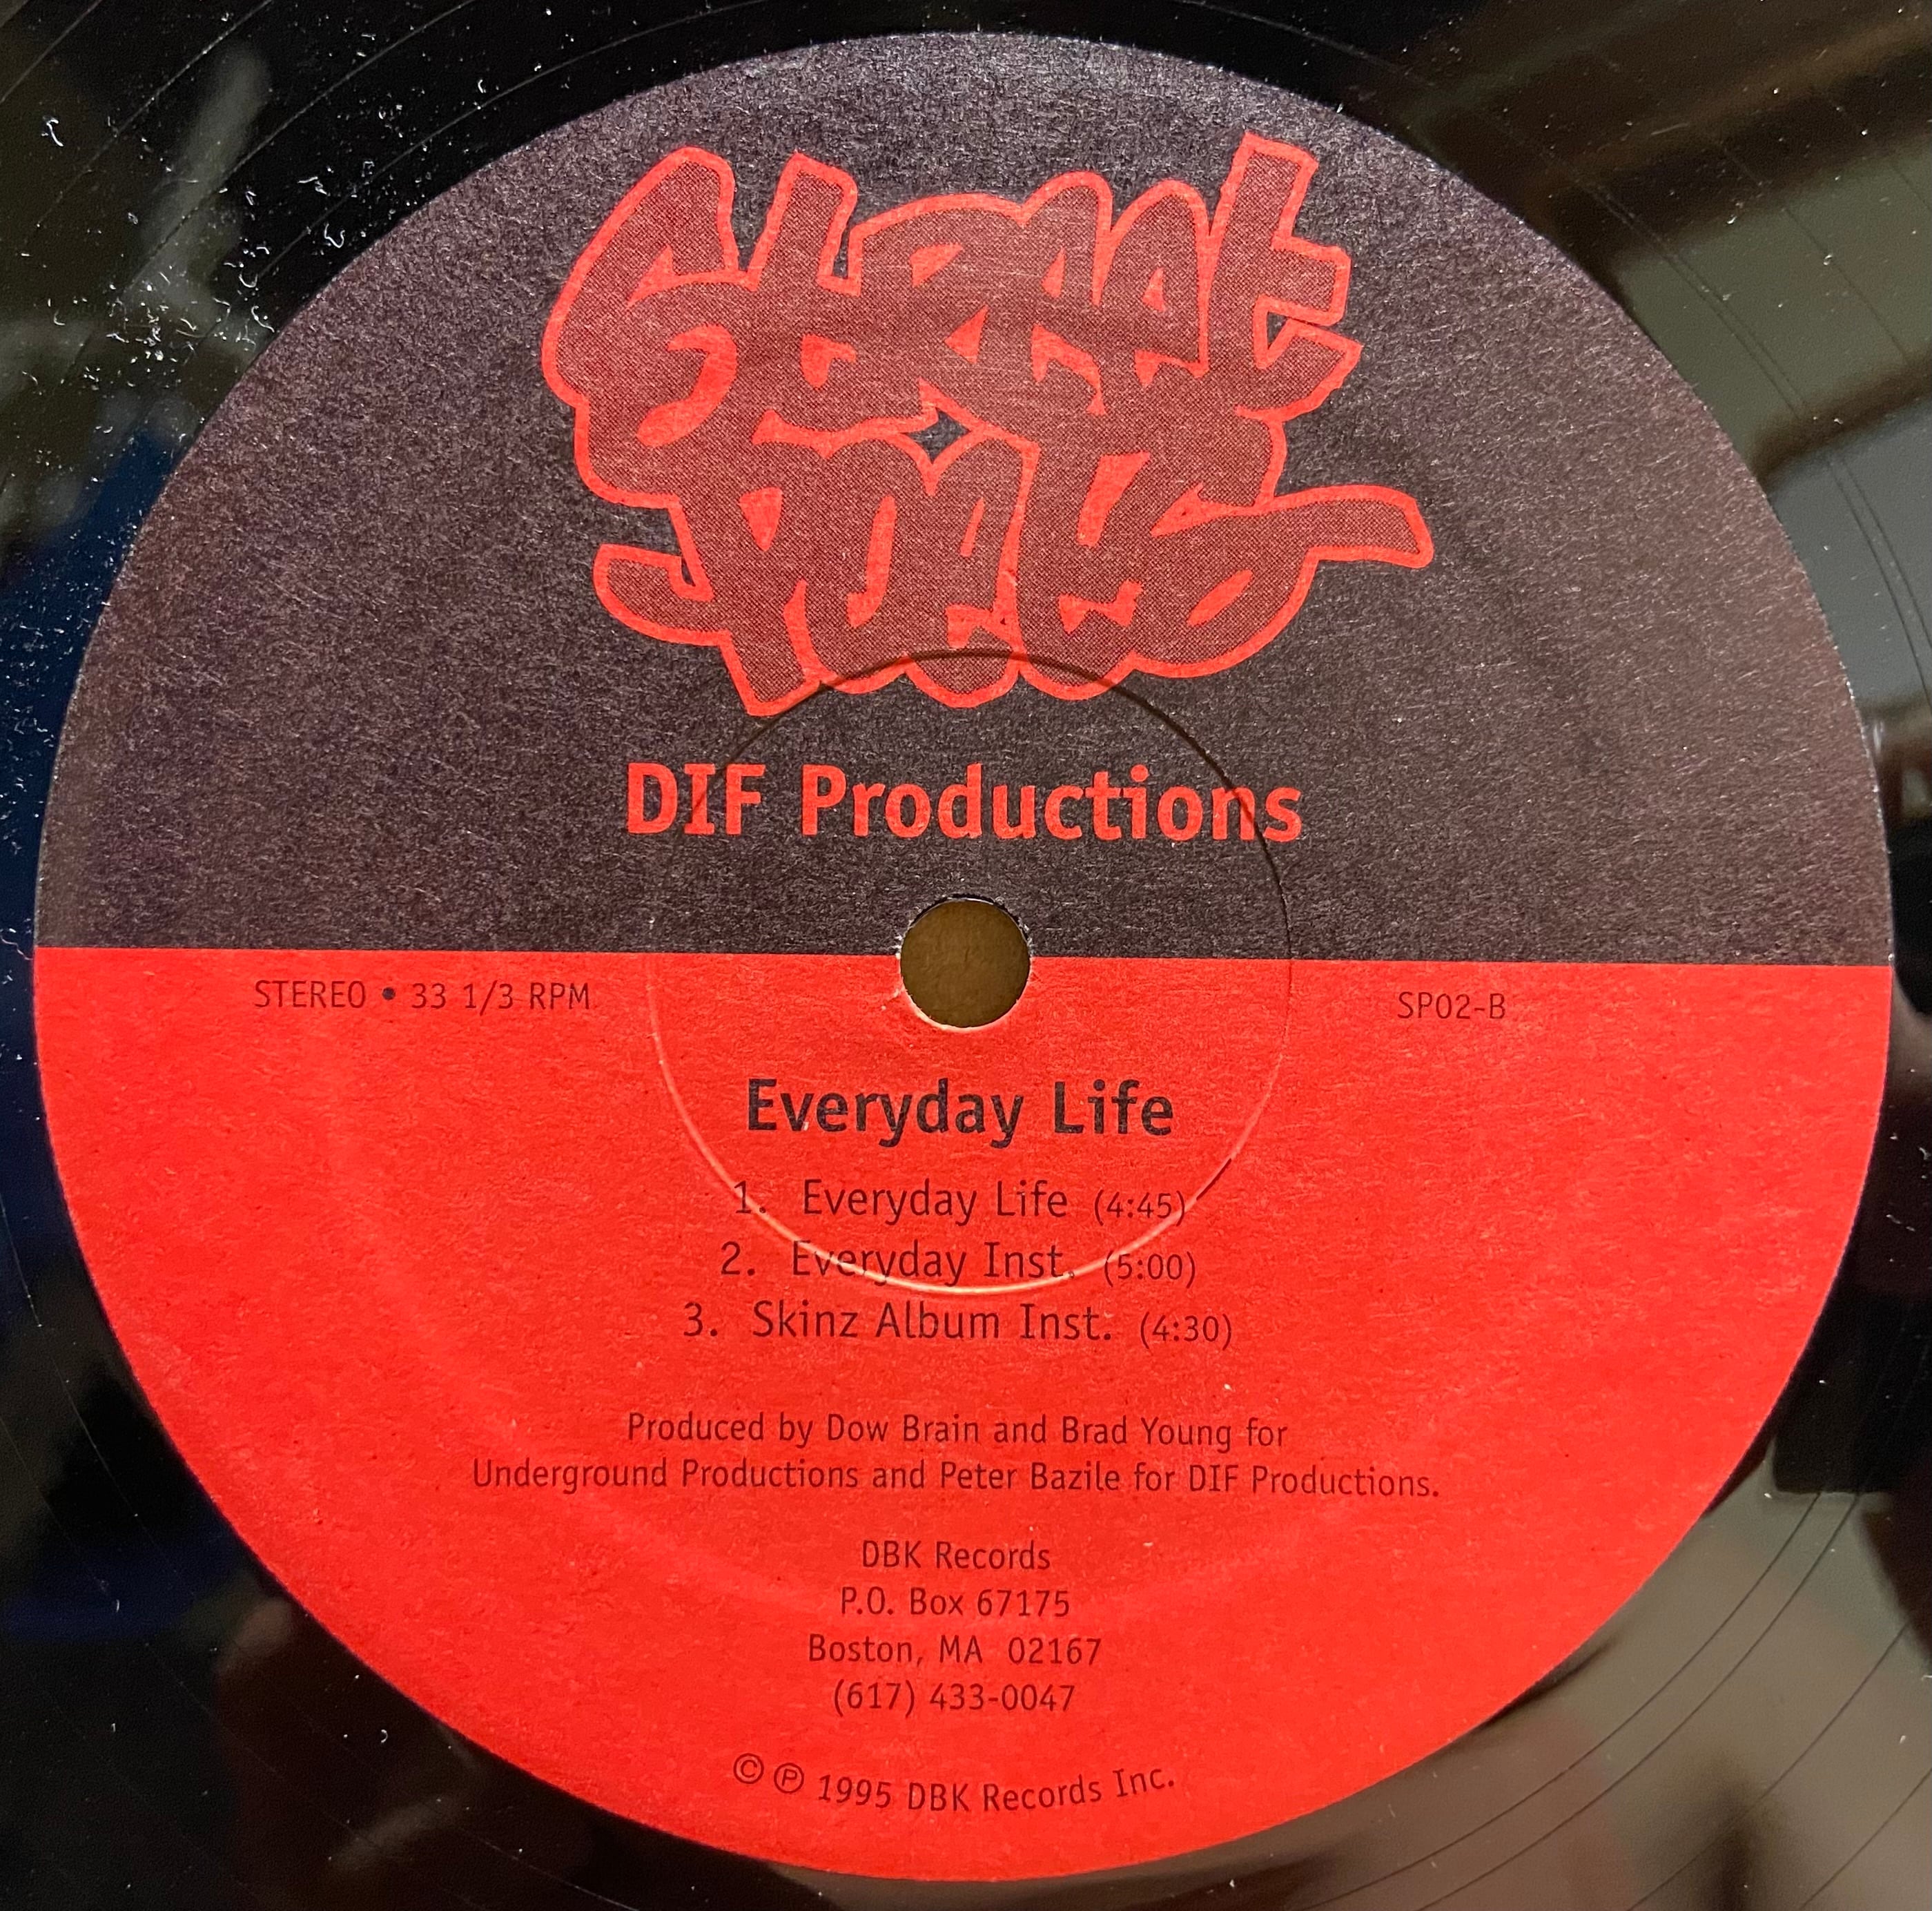 Street
Poets
DIF Productions
STEREO • 33 1/3 RPM
SP02-B
Everyday Life
1. Everyday Life (4:45)
2. Everyday Inst. (5:00)
3. Skinz Album Inst. (4:30)
Produced by Dow Brain and Brad Young for
Underground Productions and Peter Bazile for DIF Productions.
DBK Records
P.O. Box 67175
Boston, MA 02167
(617) 433-0047
© ℗ 1995 DBK Records Inc.